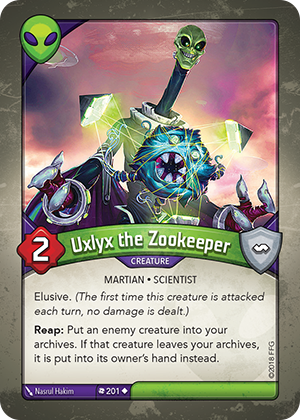 Uxlyx the Zookeeper
2
CREATURE
MARTIAN • SCIENTIST
Elusive. (The first time this creature is attacked
each turn, no damage is dealt.)
Reap: Put an enemy creature into your
archives. If that creature leaves your archives,
it is put into its owner's hand instead.
©2018 FFG
Nasrul Hakim
201